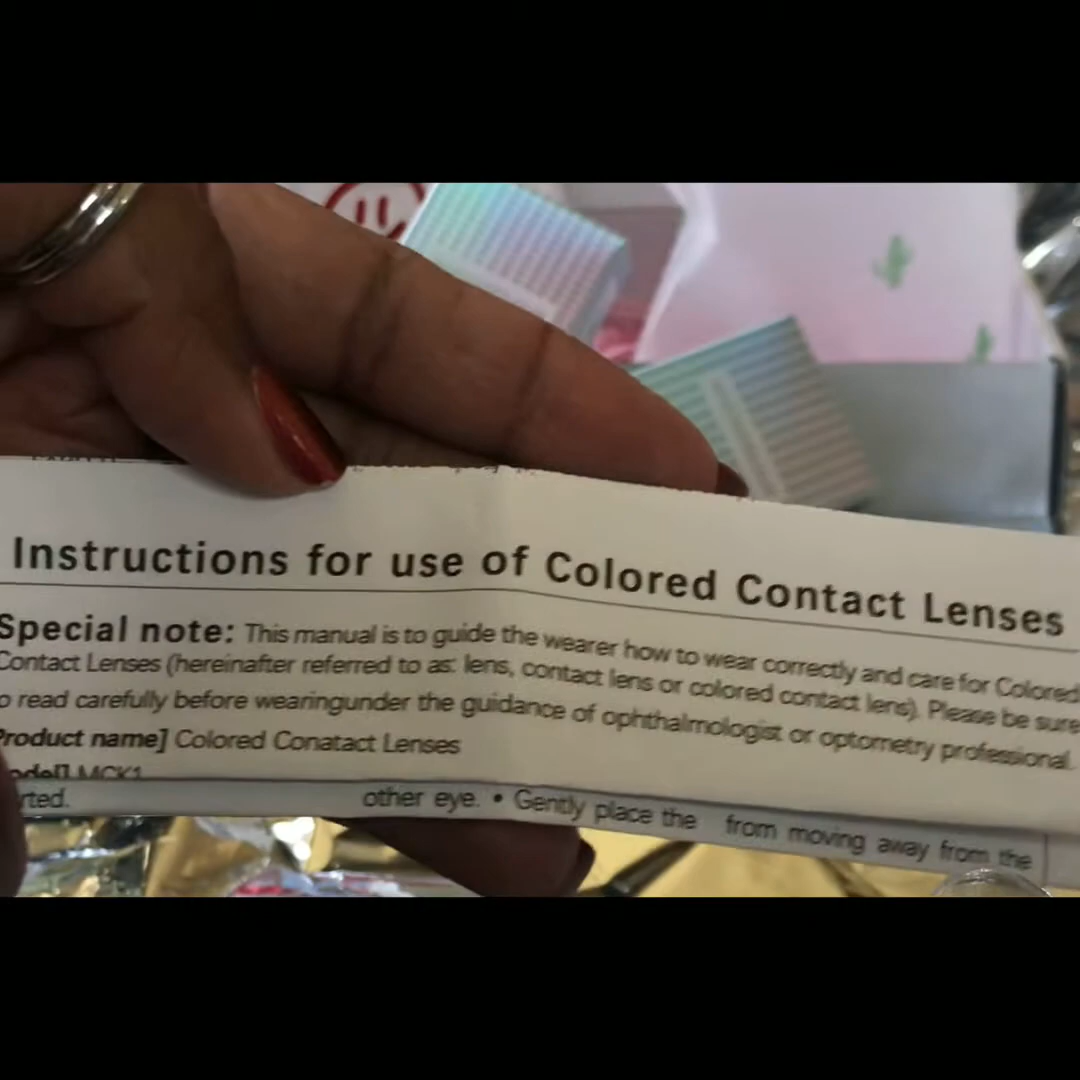 Instructions for use of Colored Contact Lenses
Special note: This manual is to guide the wearer how to wear correctly and care for Colored
Contact Lenses (hereinafter referred to as: lens, contact lens or colored contact lens). Please be sure
o read carefully before wearingunder the guidance of ophthalmologist or optometry professional.
Product name] Colored Conatact Lenses
odel] MCK1
rted. other eye. • Gently place the from moving away from the